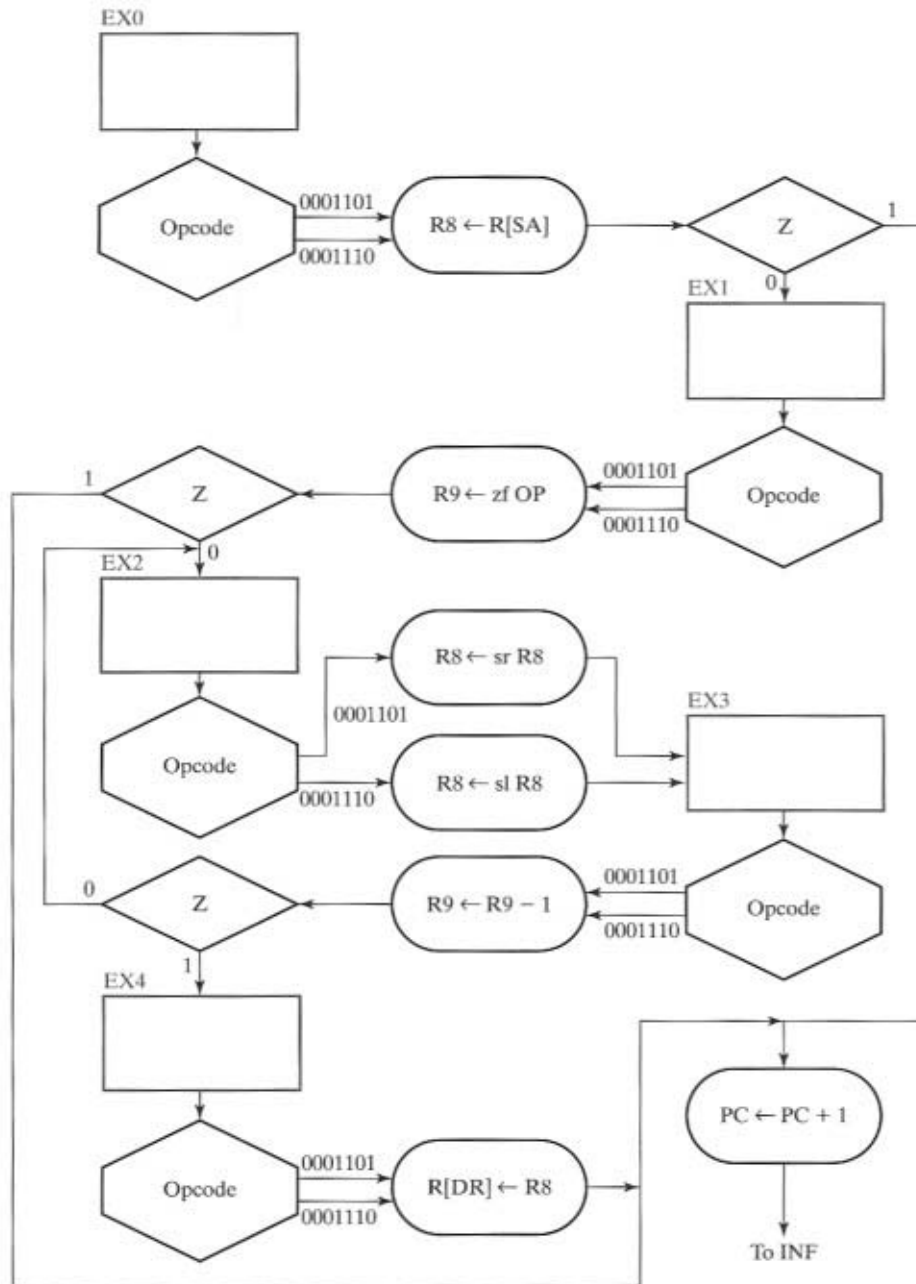 EX0
Opcode
0001101
0001110
R8 ← R[SA]
Z
1
0
EX1
Opcode
0001101
0001110
R9 ← zf OP
Z
1
0
EX2
Opcode
0001101
0001110
R8 ← sr R8
R8 ← sl R8
EX3
Opcode
0001101
0001110
R9 ← R9 − 1
Z
0
1
EX4
Opcode
0001101
0001110
R[DR] ← R8
PC ← PC + 1
To INF